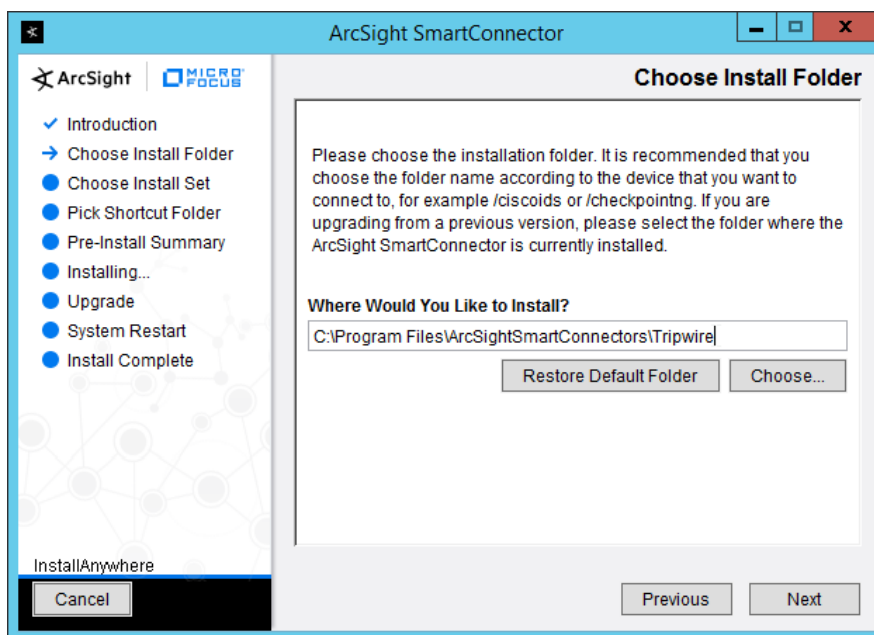 ArcSight SmartConnector
ArcSight
MICRO
FOCUS
Choose Install Folder
Introduction
Choose Install Folder
Choose Install Set
Pick Shortcut Folder
Pre-Install Summary
Installing...
Upgrade
System Restart
Install Complete
Please choose the installation folder. It is recommended that you
choose the folder name according to the device that you want to
connect to, for example /ciscoids or /checkpointng. If you are
upgrading from a previous version, please select the folder where the
ArcSight SmartConnector is currently installed.
Where Would You Like to Install?
C:\Program Files\ArcSightSmartConnectors\Tripwire
Restore Default Folder
Choose...
InstallAnywhere
Cancel
Previous
Next